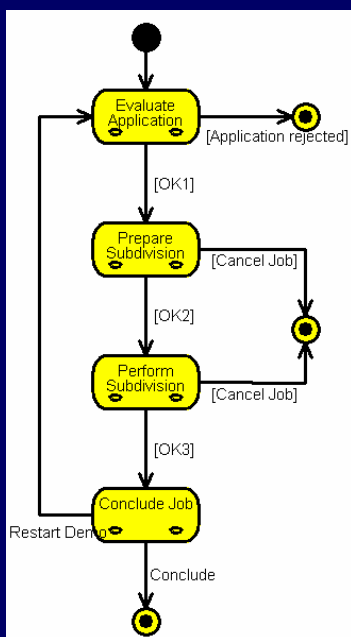 Evaluate
Application
[Application rejected]
[OK1]
Prepare
Subdivision
[Cancel Job]
[OK2]
Perform
Subdivision
[Cancel Job]
[OK3]
Conclude Job
Restart Demo
Conclude